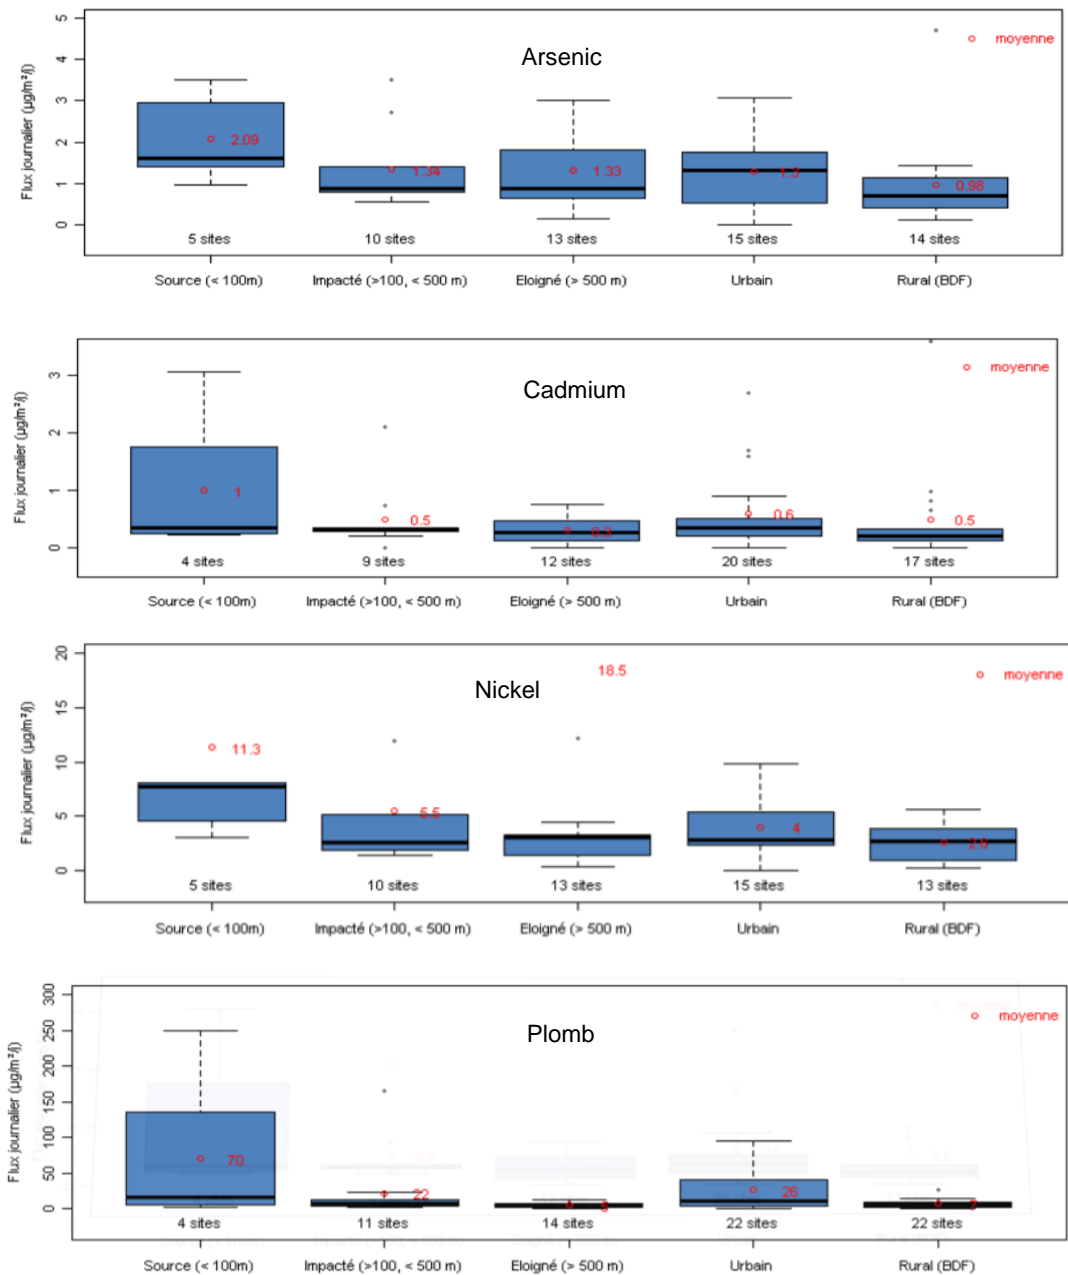 Arsenic
moyenne
Flux journalier (µg/m²/j)
5
4
3
2
1
0
2.09
1.34
1.33
1.3
0.98
5 sites
10 sites
13 sites
15 sites
14 sites
Source (< 100m)
Impacté (>100, < 500 m)
Eloigné (> 500 m)
Urbain
Rural (BDF)
Cadmium
moyenne
Flux journalier (µg/m²/j)
3
2
1
0
1
0.5
0.3
0.6
0.5
4 sites
9 sites
12 sites
20 sites
17 sites
Source (< 100m)
Impacté (>100, < 500 m)
Eloigné (> 500 m)
Urbain
Rural (BDF)
Nickel
18.5
moyenne
Flux journalier (µg/m²/j)
20
15
10
5
0
11.3
5.5
4
2.6
5 sites
10 sites
13 sites
15 sites
13 sites
Source (< 100m)
Impacté (>100, < 500 m)
Eloigné (> 500 m)
Urbain
Rural (BDF)
Plomb
moyenne
Flux journalier (µg/m²/j)
300
250
200
150
100
50
0
70
22
26
4 sites
11 sites
14 sites
22 sites
22 sites
Source (< 100m)
Impacté (>100, < 500 m)
Eloigné (> 500 m)
Urbain
Rural (BDF)